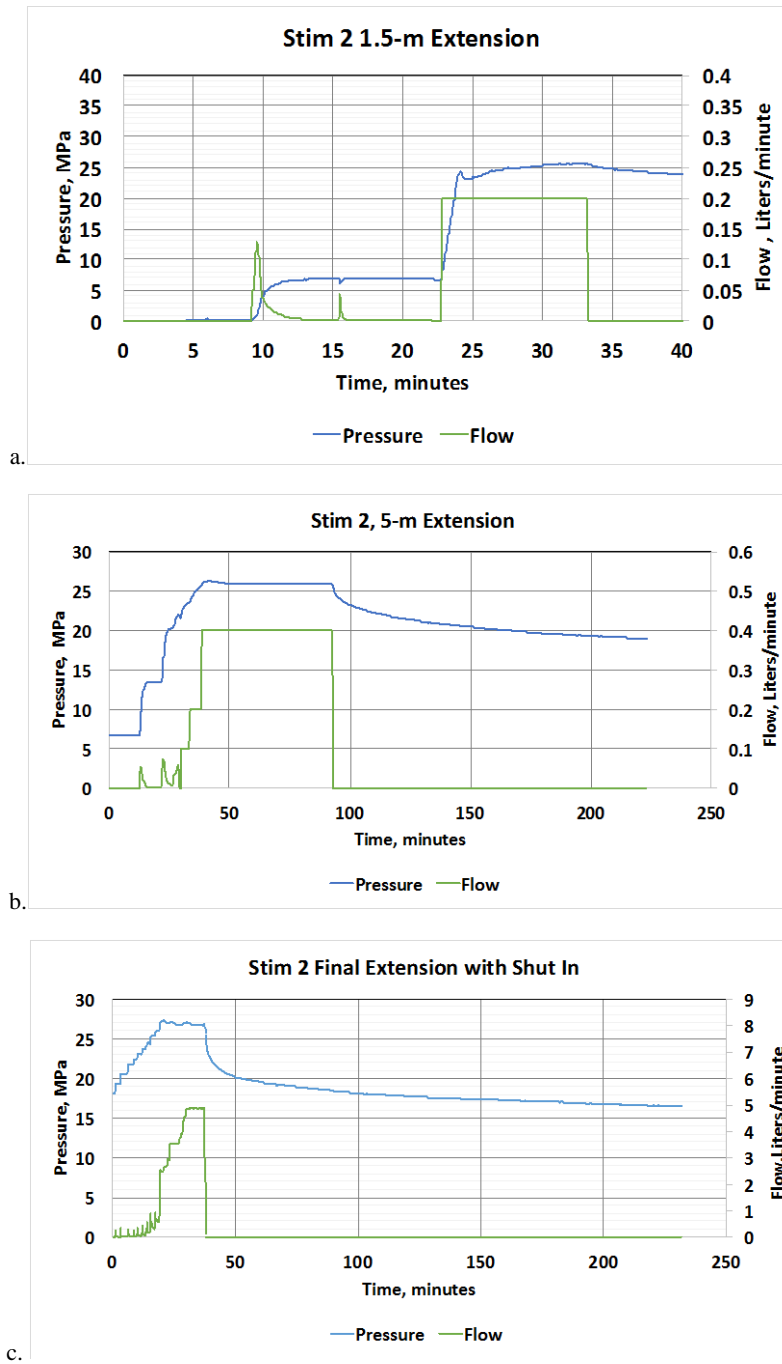 Stim 2 1.5-m Extension
40 0.4
35 0.35
30 0.3
25 0.25
20 0.2
15 0.15
10 0.1
5 0.05
0 0
Pressure, MPa
Flow , Liters/minute
0 5 10 15 20 25 30 35 40
Time, minutes
Pressure Flow
a.
Stim 2, 5-m Extension
30 0.6
25 0.5
20 0.4
15 0.3
10 0.2
5 0.1
0 0
Pressure, MPa
Flow, Liters/minute
0 50 100 150 200 250
Time, minutes
Pressure Flow
b.
Stim 2 Final Extension with Shut In
30 9
25 8
20 7
15 6
10 5
5 4
0 3
2
1
0
Pressure, MPa
Flow,Liters/minute
0 50 100 150 200 250
Time, minutes
Pressure Flow
c.